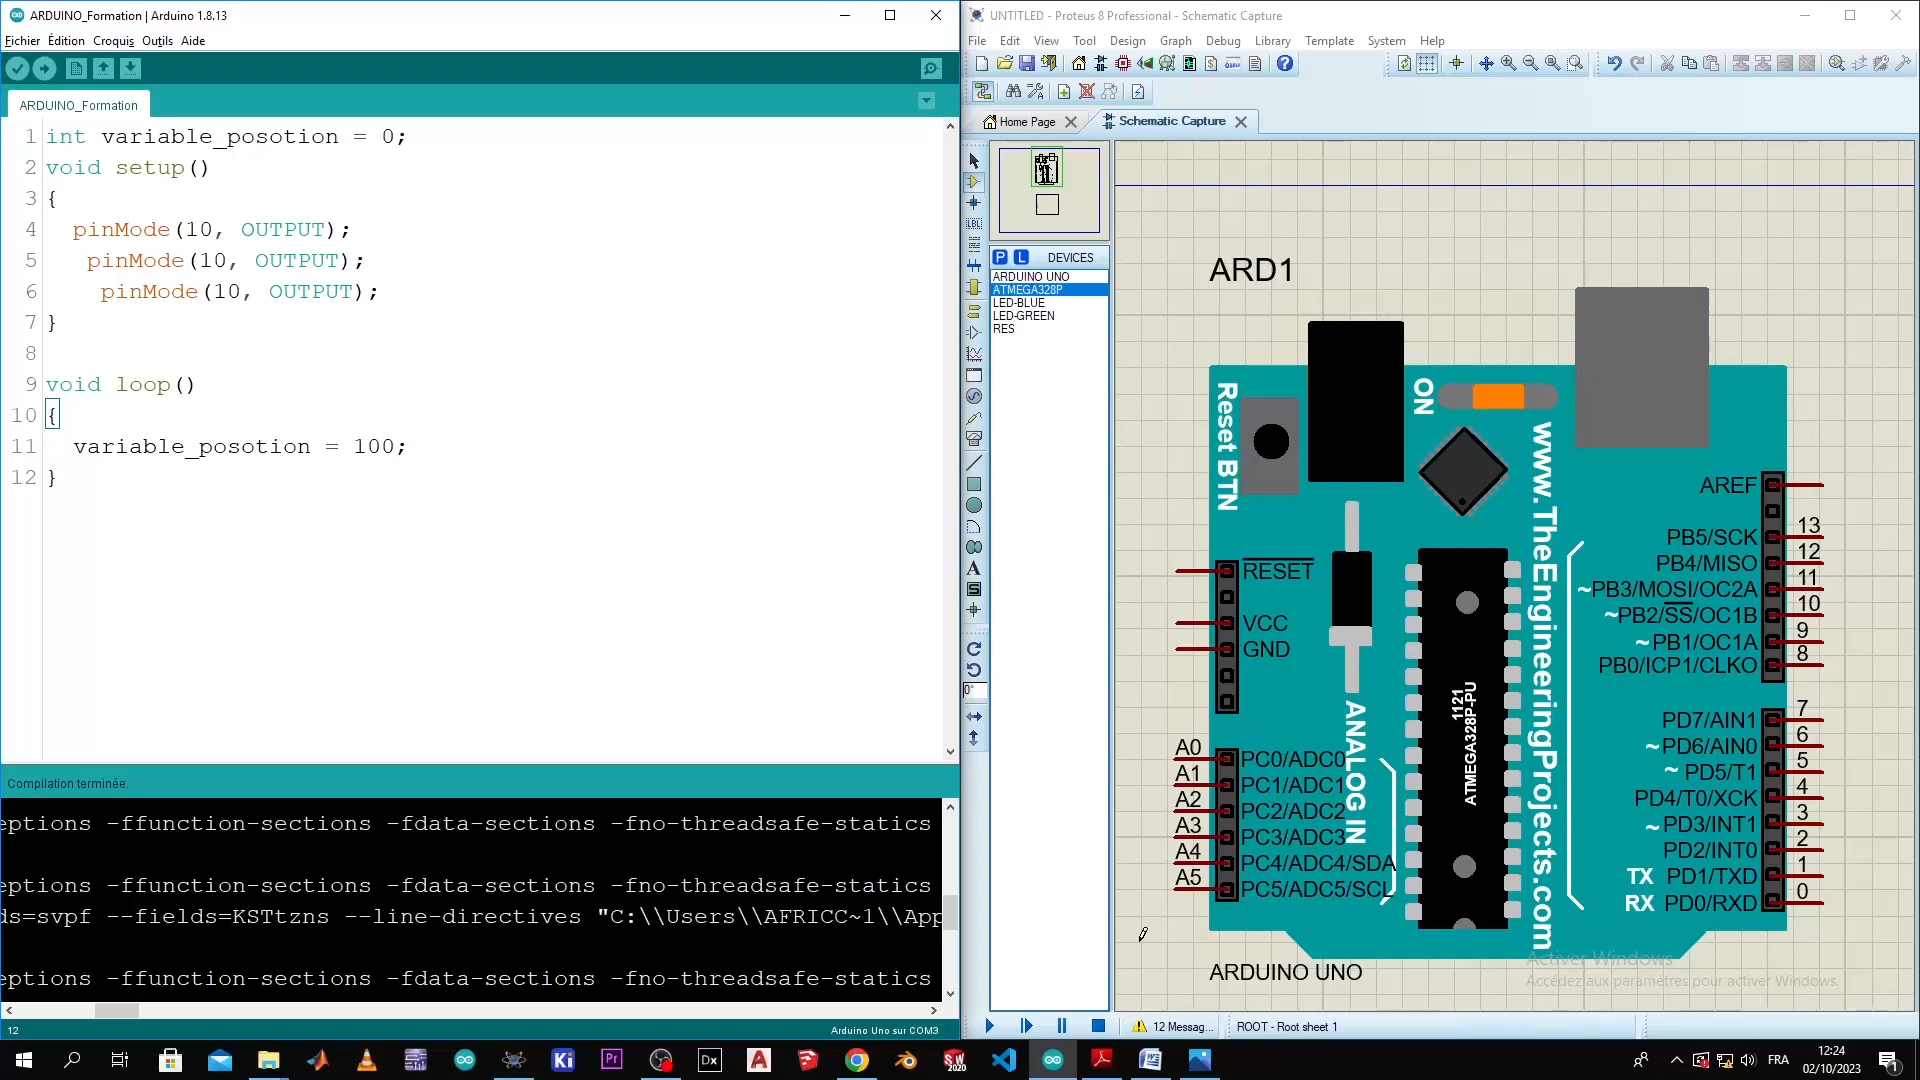 ARDUINO_Formation | Arduino 1.8.13
Fichier Édition Croquis Outils Aide
ARDUINO_Formation
1 int variable_posotion = 0;
2 void setup()
3 {
4 pinMode(10, OUTPUT);
5 pinMode(10, OUTPUT);
6 pinMode(10, OUTPUT);
7 }
8
9 void loop()
10 {
11 variable_posotion = 100;
12 }
Compilation terminée.
eptions -ffunction-sections -fdata-sections -fno-threadsafe-statics
eptions -ffunction-sections -fdata-sections -fno-threadsafe-statics
ds=svpf --fields=KSTtzns --line-directives "C:\\Users\\AFRICC~1\\App
eptions -ffunction-sections -fdata-sections -fno-threadsafe-statics
12
Arduino Uno sur COM3
UNTITLED - Proteus 8 Professional - Schematic Capture
File Edit View Tool Design Graph Debug Library Template System Help
Home Page
Schematic Capture
P L DEVICES
ARDUINO UNO
ATMEGA328P
LED-BLUE
LED-GREEN
RES
LBL
A
S
0°
ARD1
Reset BTN
ON
www.TheEngineeringProjects.com
AREF
PB5/SCK 13
PB4/MISO 12
~PB3/MOSI/OC2A 11
~PB2/SS/OC1B 10
~PB1/OC1A 9
PB0/ICP1/CLKO 8
PD7/AIN1 7
~PD6/AIN0 6
~PD5/T1 5
PD4/T0/XCK 4
~PD3/INT1 3
PD2/INT0 2
TX PD1/TXD 1
RX PD0/RXD 0
RESET
VCC
GND
ANALOG IN
1121
ATMEGA328P-PU
A0 PC0/ADC0
A1 PC1/ADC1
A2 PC2/ADC2
A3 PC3/ADC3
A4 PC4/ADC4/SDA
A5 PC5/ADC5/SCL
ARDUINO UNO
Activer Windows
Accédez aux paramètres pour activer Windows.
12 Messag...
ROOT - Root sheet 1
Ki
Pr
Dx
A
SW
2020
FRA
12:24
02/10/2023
1